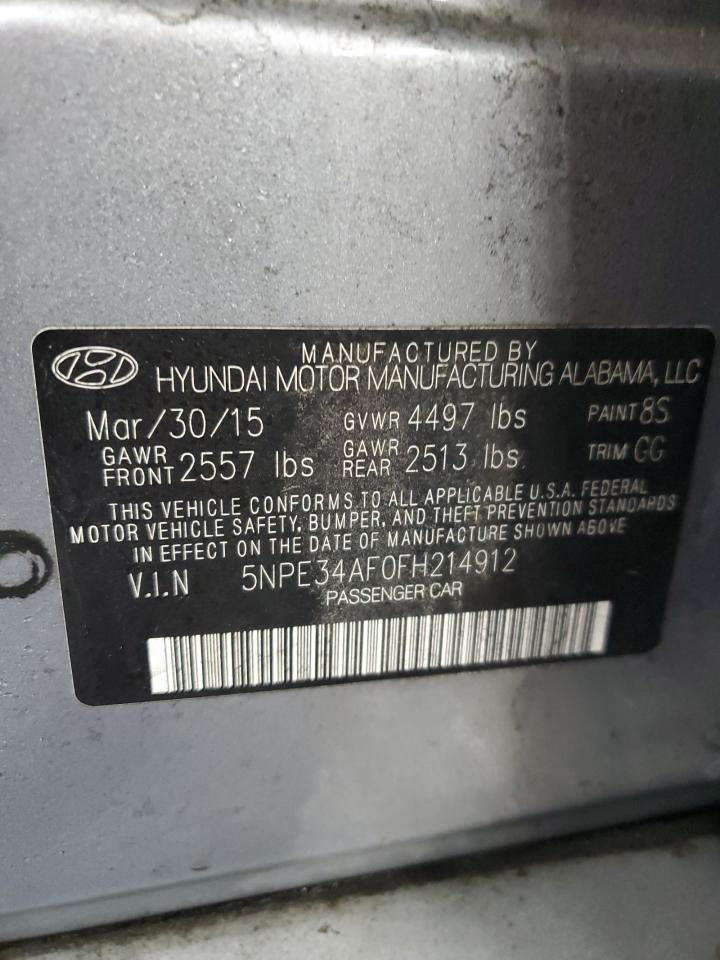 MANUFACTURED BY
HYUNDAI MOTOR MANUFACTURING ALABAMA, LLC
Mar/30/15 GVWR 4497 lbs PAINT 8S
GAWR FRONT 2557 lbs GAWR REAR 2513 lbs. TRIM GG
THIS VEHICLE CONFORMS TO ALL APPLICABLE U.S.A. FEDERAL
MOTOR VEHICLE SAFETY, BUMPER, AND THEFT PREVENTION STANDARDS
IN EFFECT ON THE DATE OF MANUFACTURE SHOWN ABOVE
V.I.N 5NPE34AF0FH214912
PASSENGER CAR